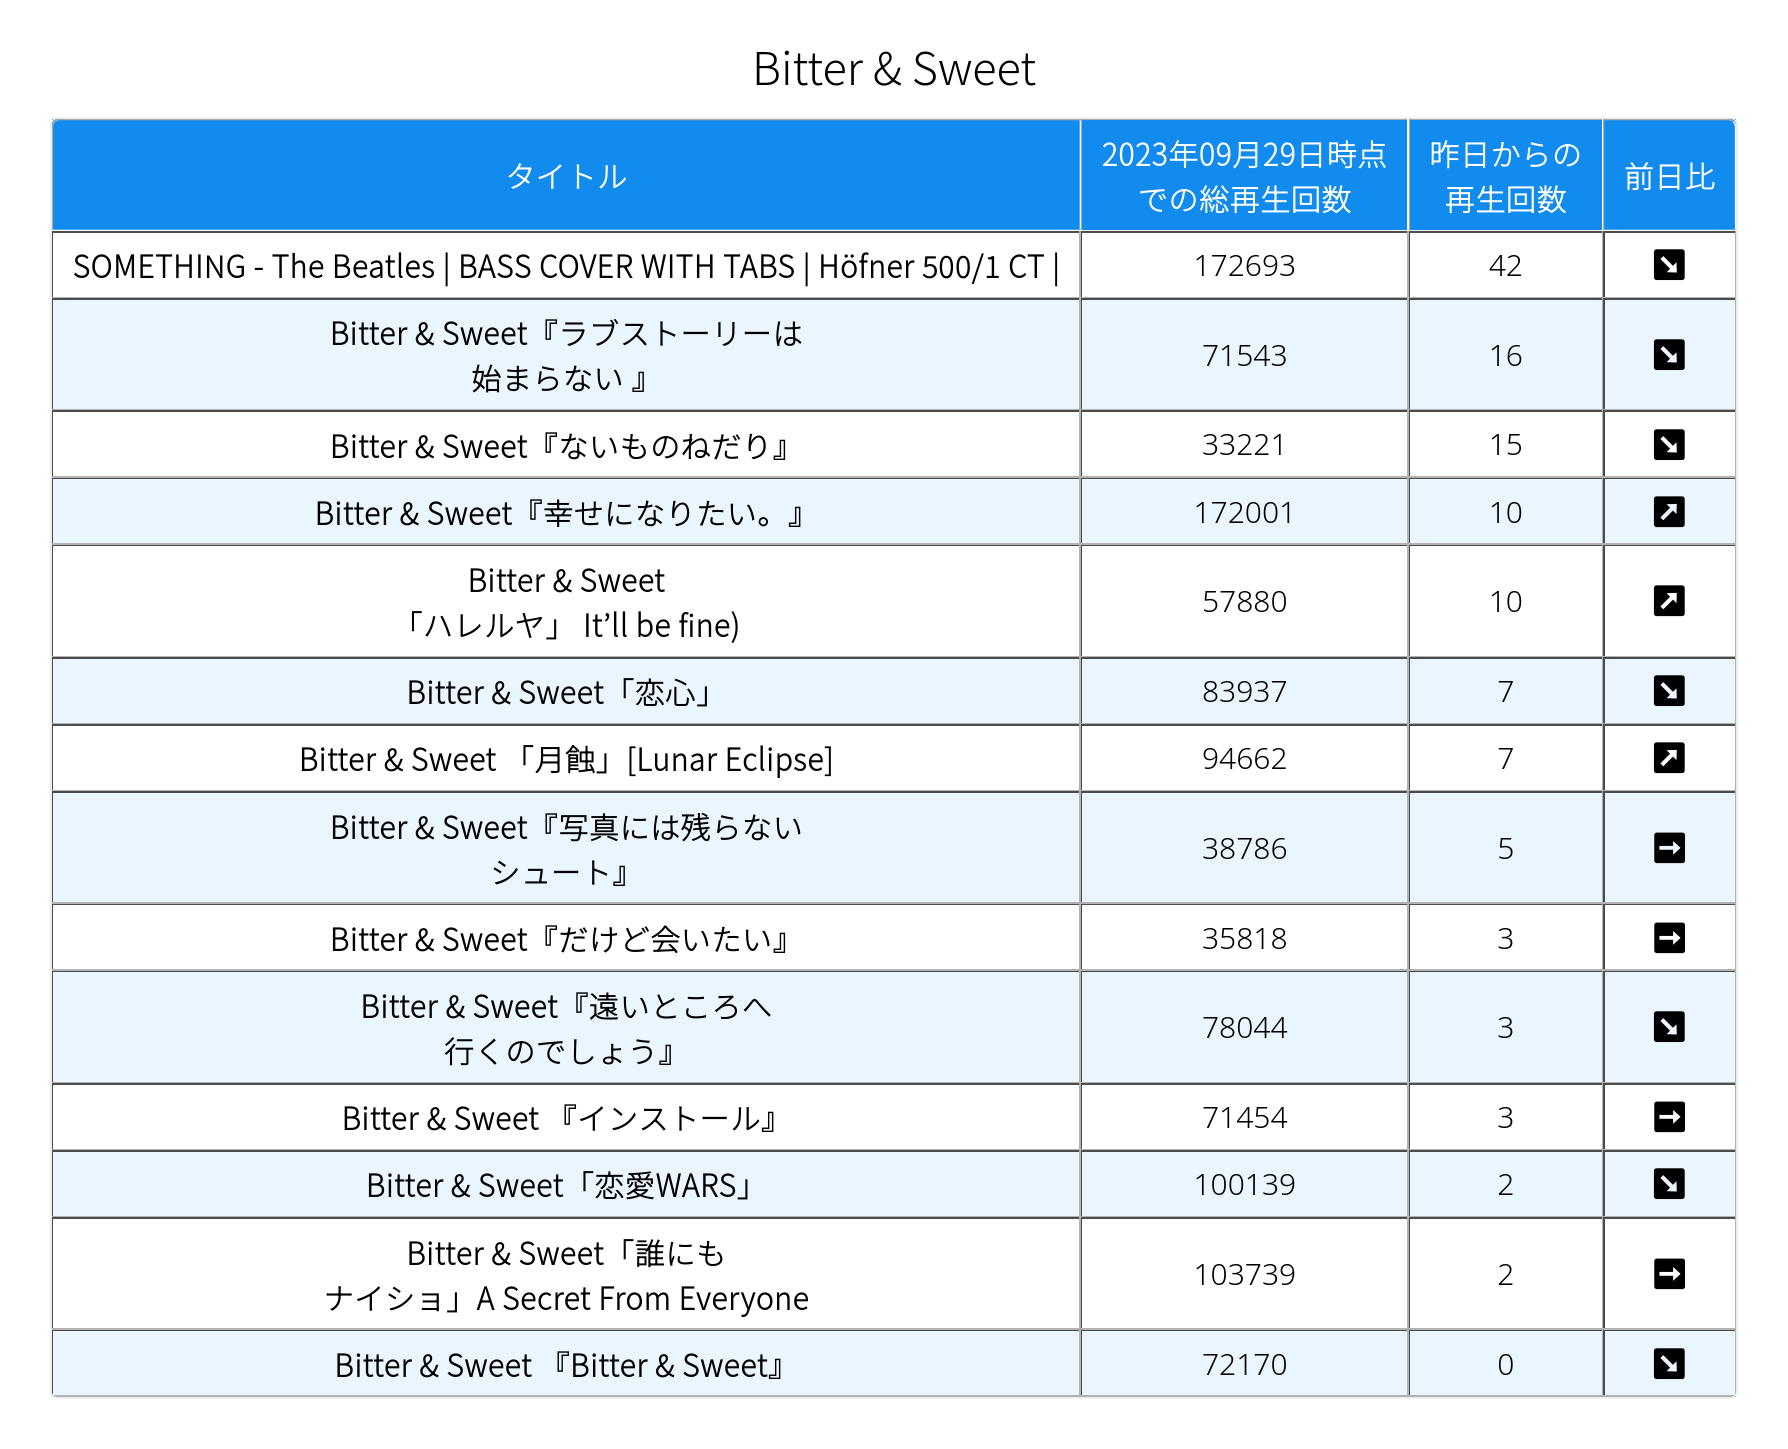 Bitter & Sweet
タイトル
2023年09月29日時点
での総再生回数
昨日からの
再生回数
前日比
SOMETHING - The Beatles | BASS COVER WITH TABS | Höfner 500/1 CT |
172693
42
Bitter & Sweet『ラブストーリーは
始まらない 』
71543
16
Bitter & Sweet『ないものねだり』
33221
15
Bitter & Sweet『幸せになりたい。』
172001
10
Bitter & Sweet
「ハレルヤ」 It’ll be fine)
57880
10
Bitter & Sweet「恋心」
83937
7
Bitter & Sweet 「月蝕」[Lunar Eclipse]
94662
7
Bitter & Sweet『写真には残らない
シュート』
38786
5
Bitter & Sweet『だけど会いたい』
35818
3
Bitter & Sweet『遠いところへ
行くのでしょう』
78044
3
Bitter & Sweet 『インストール』
71454
3
Bitter & Sweet「恋愛WARS」
100139
2
Bitter & Sweet「誰にも
ナイショ」A Secret From Everyone
103739
2
Bitter & Sweet 『Bitter & Sweet』
72170
0